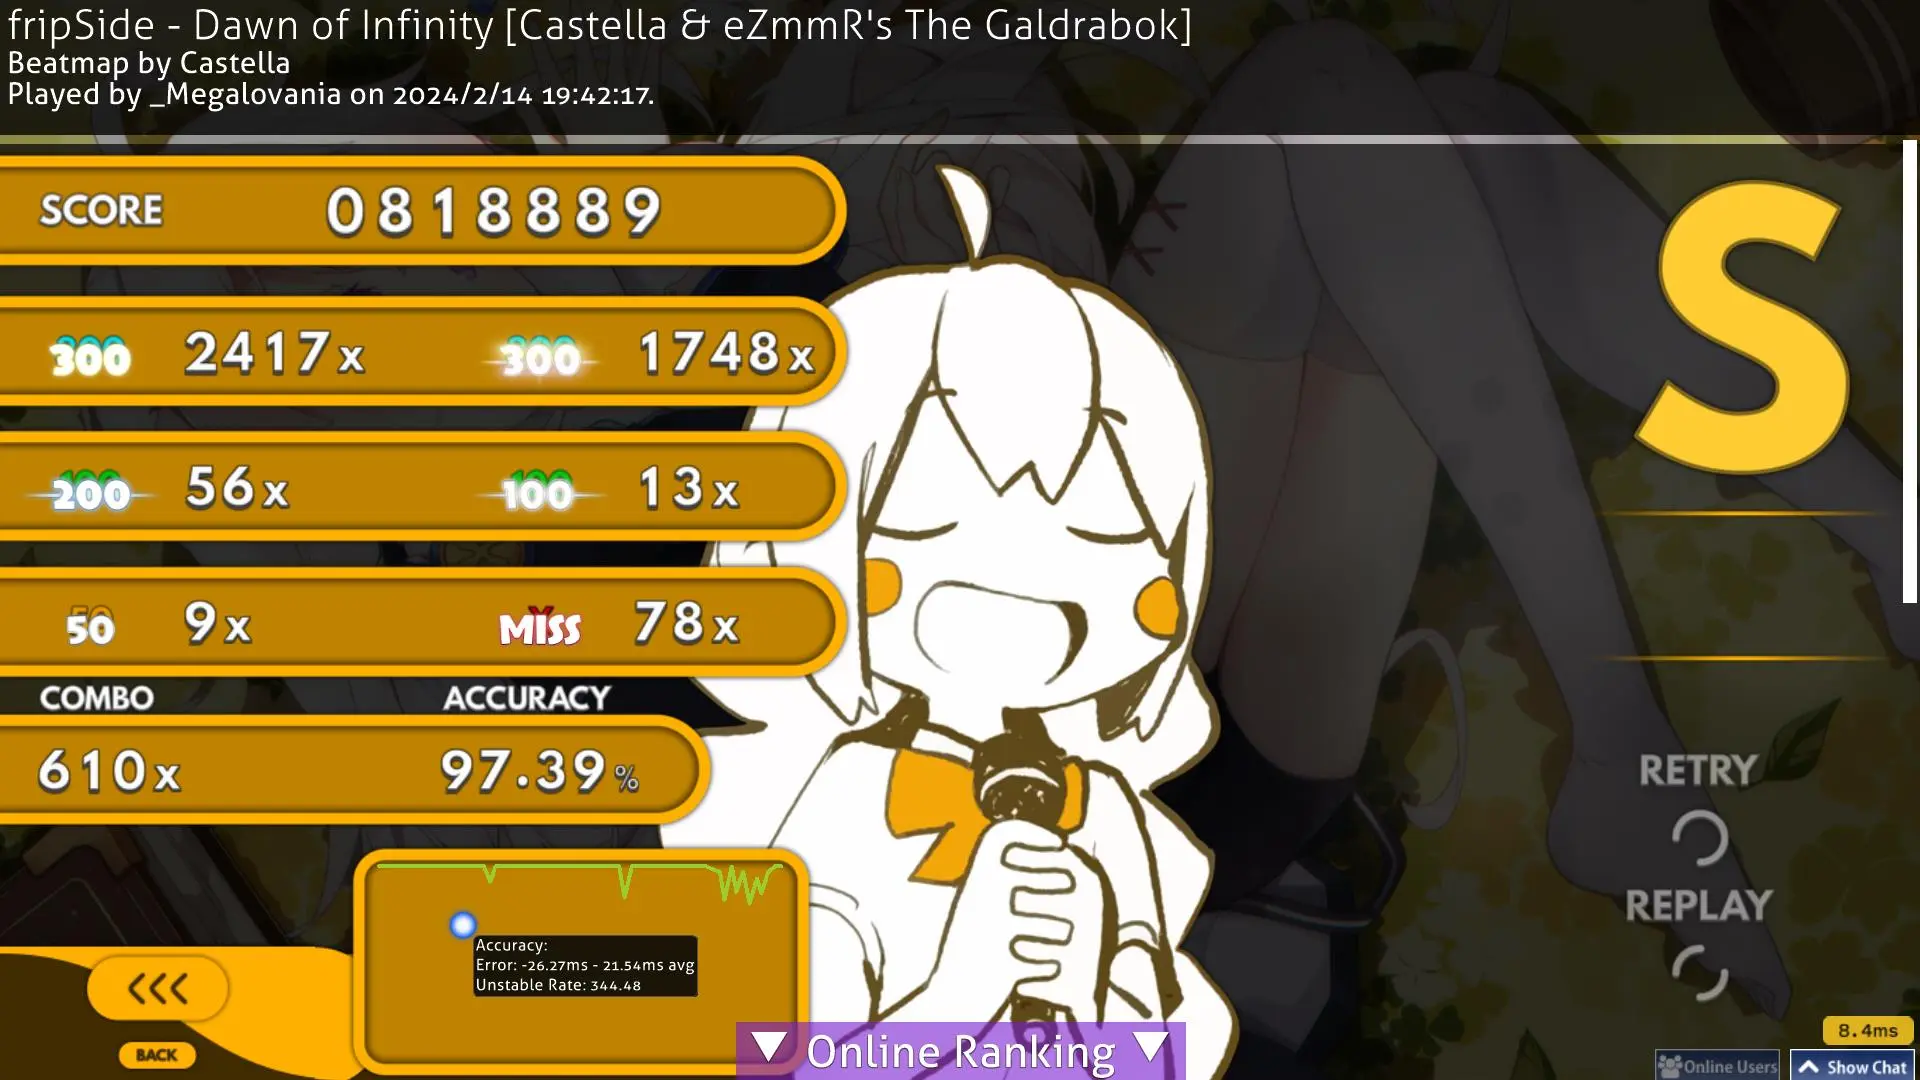 fripSide - Dawn of Infinity [Castella & eZmmR's The Galdrabok]
Beatmap by Castella
Played by _Megalovania on 2024/2/14 19:42:17.
SCORE 0818889
300 2417x 300 1748x
200 56x 100 13x
50 9x MISS 78x
COMBO ACCURACY
610x 97.39%
RETRY
REPLAY
Accuracy:
Error: -26.27ms - 21.54ms avg
Unstable Rate: 344.48
S
<<<
BACK
▼ Online Ranking ▼
8.4ms
Online Users
Show Chat